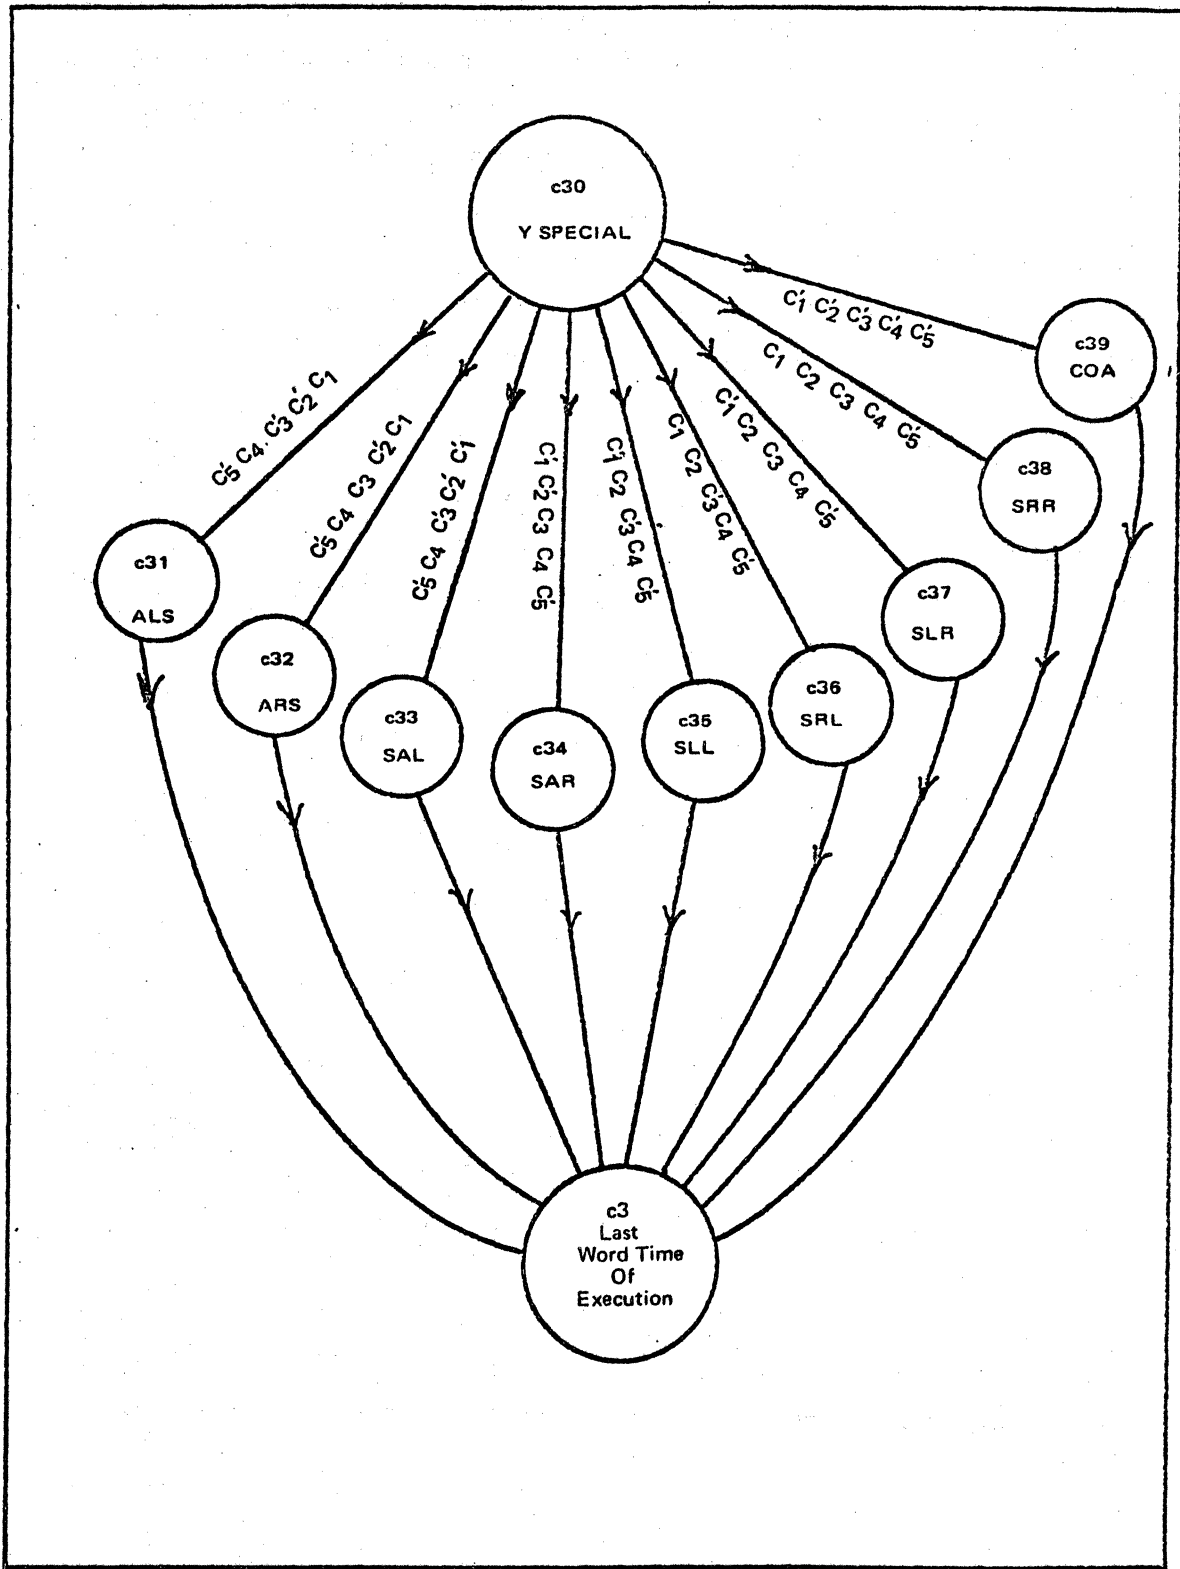 c30
Y SPECIAL
C'1 C'2 C'3 C'4 C'5
C1 C2 C3 C4 C'5
C'1 C2 C3 C4 C'5
C1 C2 C'3 C4 C'5
C'1 C2 C'3 C4 C'5
C'1 C'2 C3 C4 C'5
C'5 C4 C'3 C'2 C'1
C'5 C4 C3 C'2 C1
C'5 C4. C'3 C'2 C1
c39
COA
c38
SRR
c37
SLR
c36
SRL
c35
SLL
c34
SAR
c33
SAL
c32
ARS
c31
ALS
c3
Last
Word Time
Of
Execution